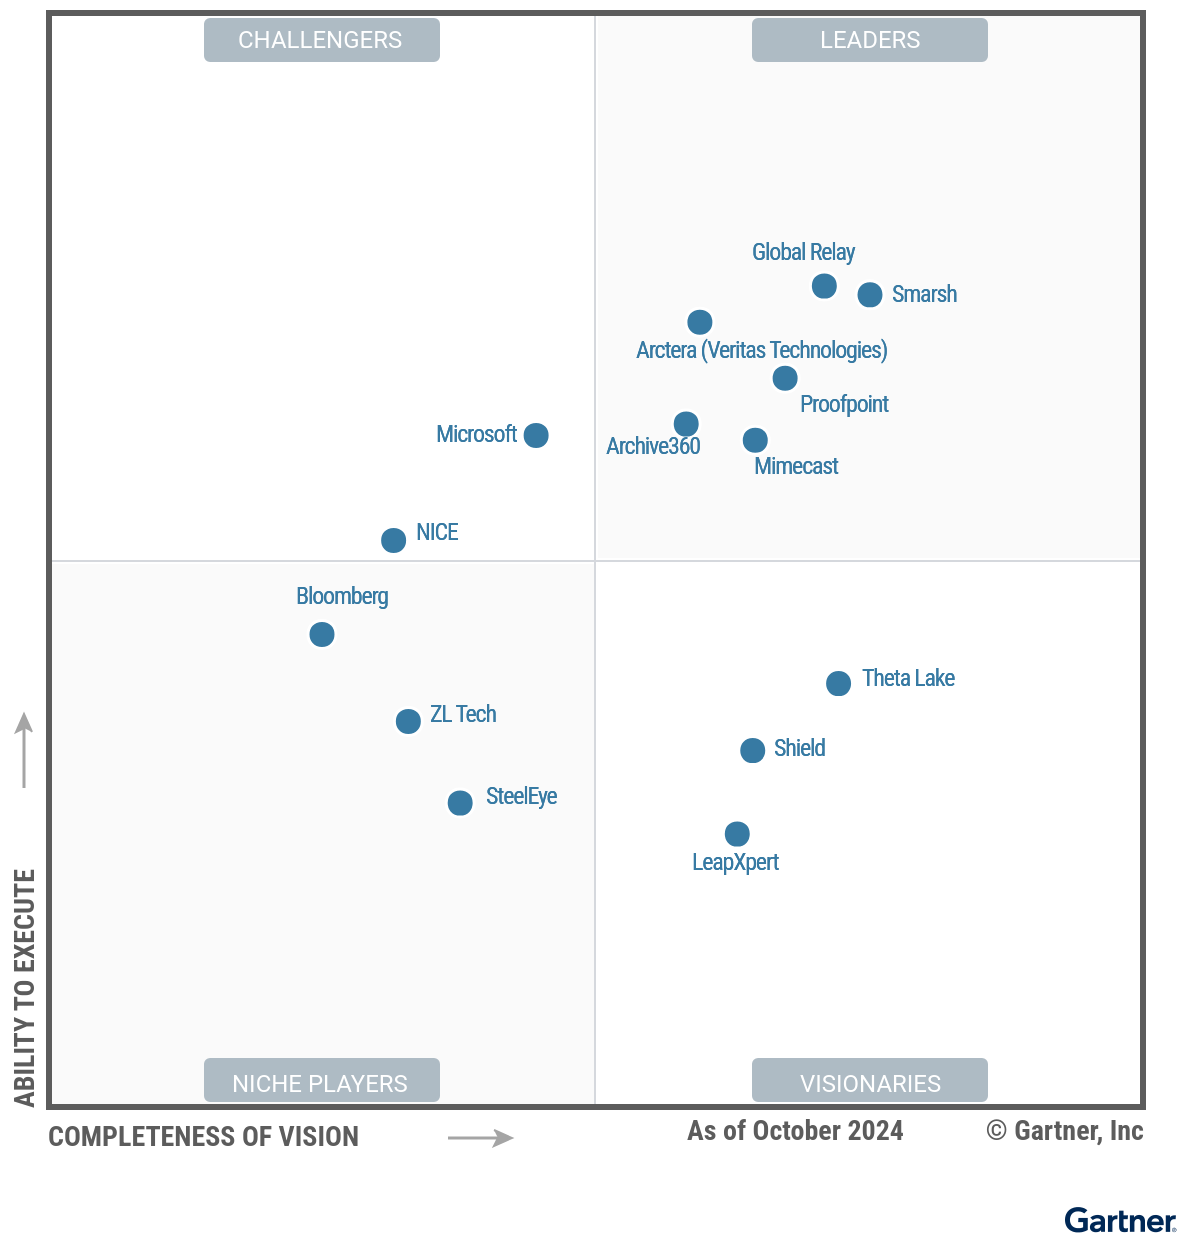 CHALLENGERS
LEADERS
Global Relay
Smarsh
Arctera (Veritas Technologies)
Proofpoint
Microsoft
Archive360
Mimecast
NICE
Bloomberg
Theta Lake
ZL Tech
Shield
SteelEye
LeapXpert
ABILITY TO EXECUTE
NICHE PLAYERS
VISIONARIES
COMPLETENESS OF VISION
As of October 2024
© Gartner, Inc
Gartner®